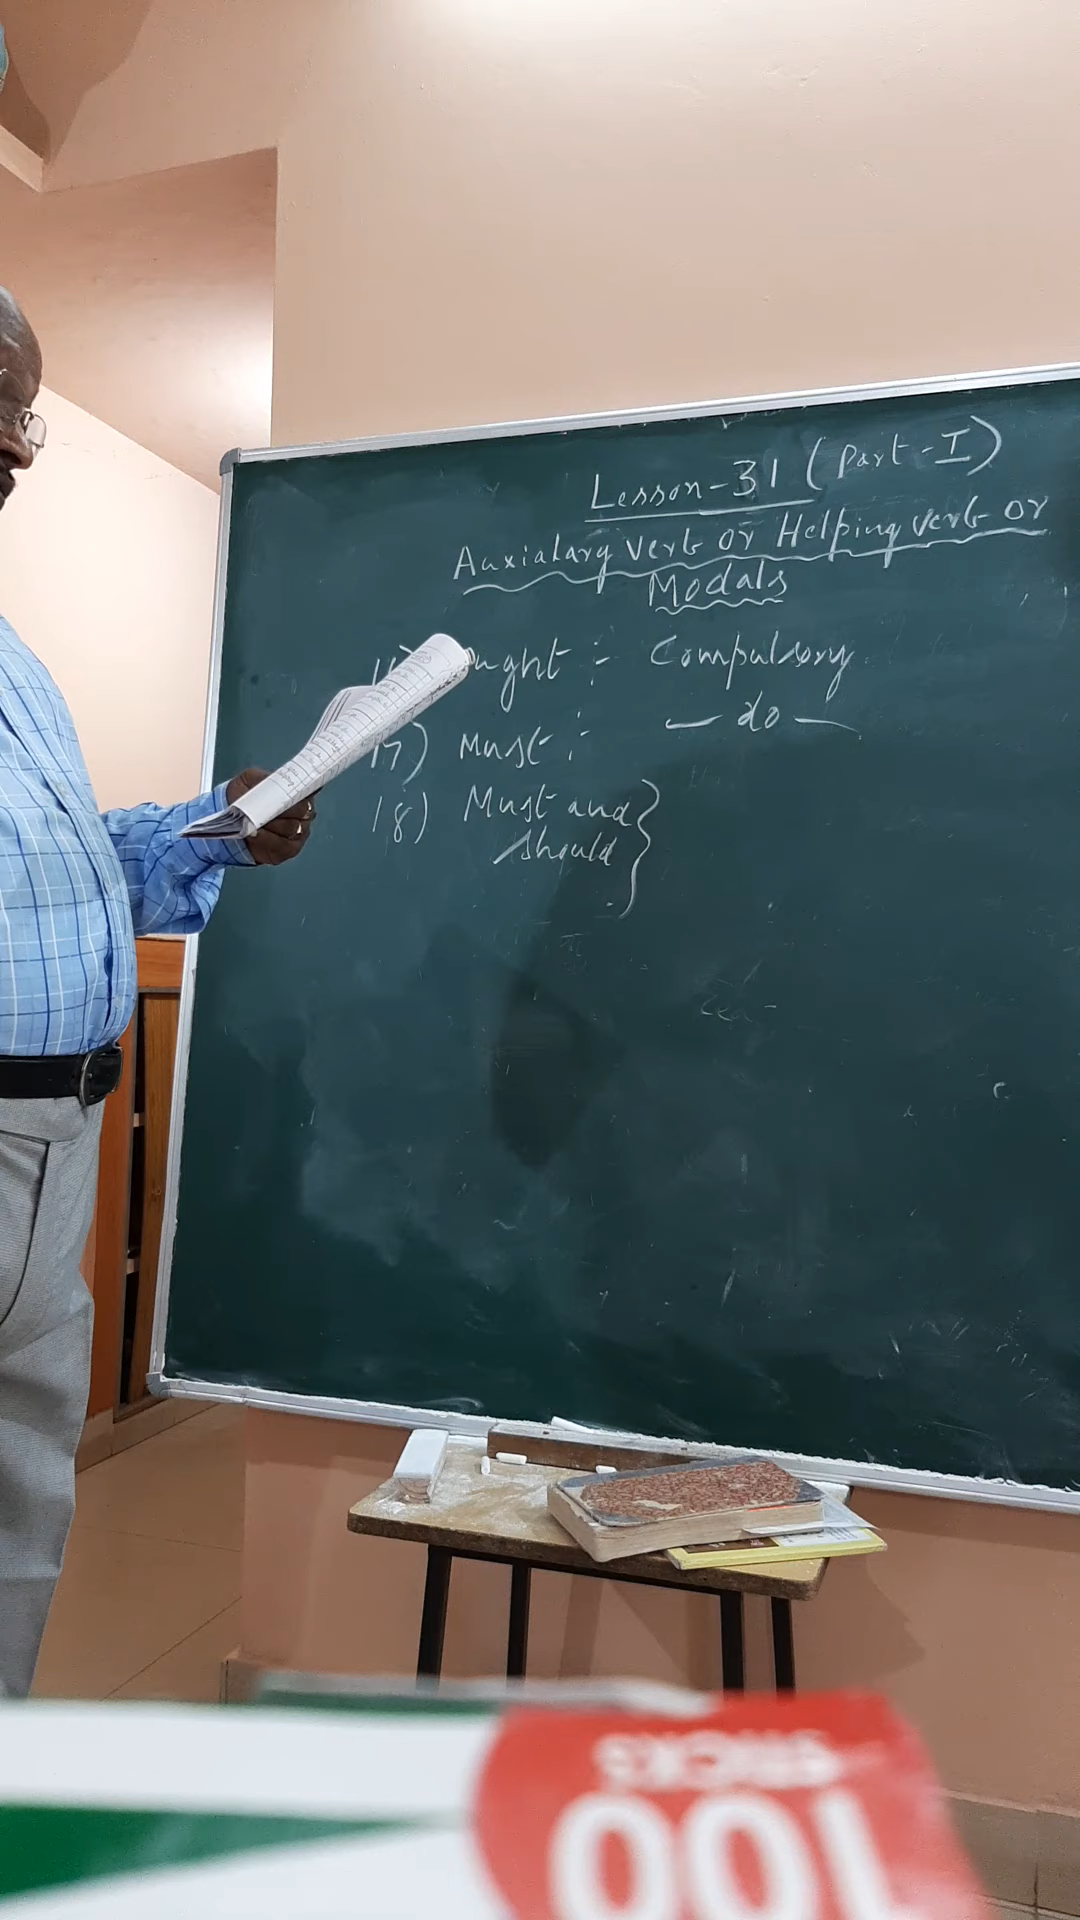 Lesson-31 (Part-I)
Auxialary verb or Helping verb or
Modals
ught :- Compulsory
17) Must :- — do —
18) Must and
should
STICKS
100